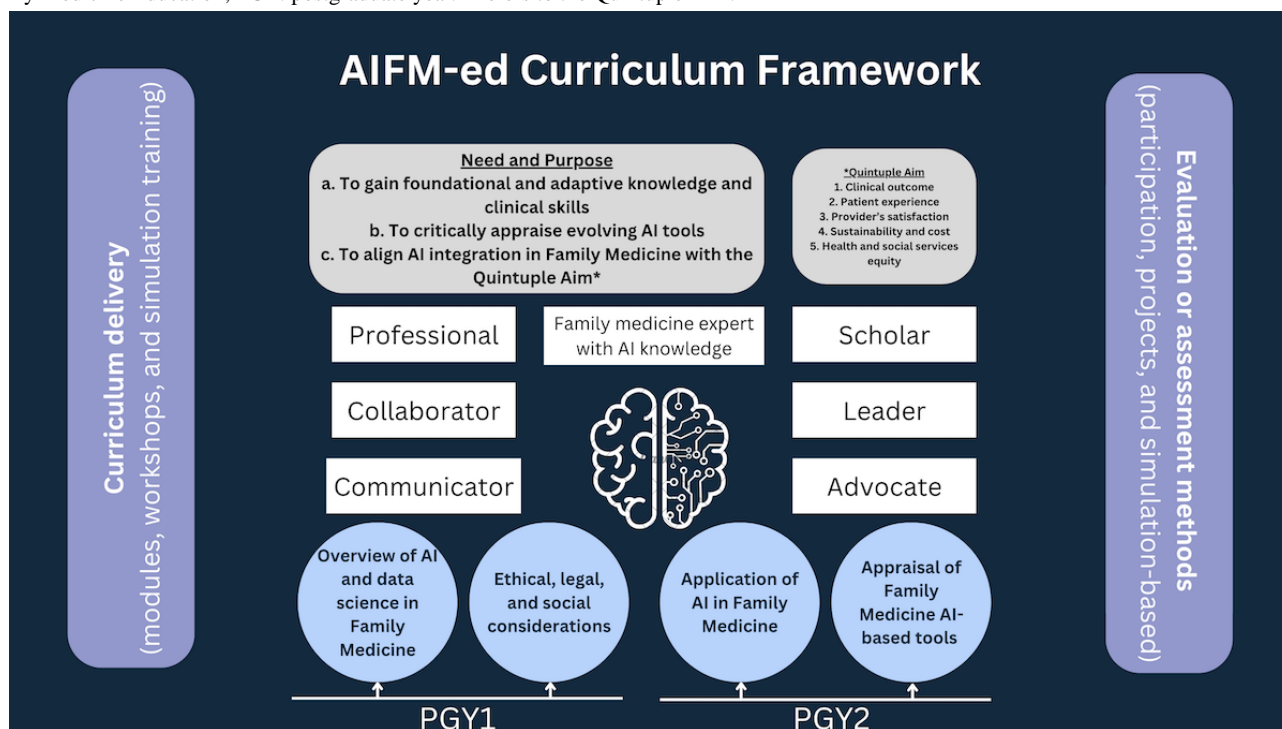 AIFM-ed Curriculum Framework
Curriculum delivery
(modules, workshops, and simulation training)
Need and Purpose
a. To gain foundational and adaptive knowledge and
clinical skills
b. To critically appraise evolving AI tools
c. To align AI integration in Family Medicine with the
Quintuple Aim*
*Quintuple Aim
1. Clinical outcome
2. Patient experience
3. Provider's satisfaction
4. Sustainability and cost
5. Health and social services
equity
Professional
Family medicine expert
with AI knowledge
Scholar
Collaborator
Leader
Communicator
Advocate
Overview of AI
and data
science in
Family
Medicine
Ethical, legal,
and social
considerations
Application of
AI in Family
Medicine
Appraisal of
Family
Medicine AI-
based tools
PGY1
PGY2
Evaluation or assessment methods
(participation, projects, and simulation-based)